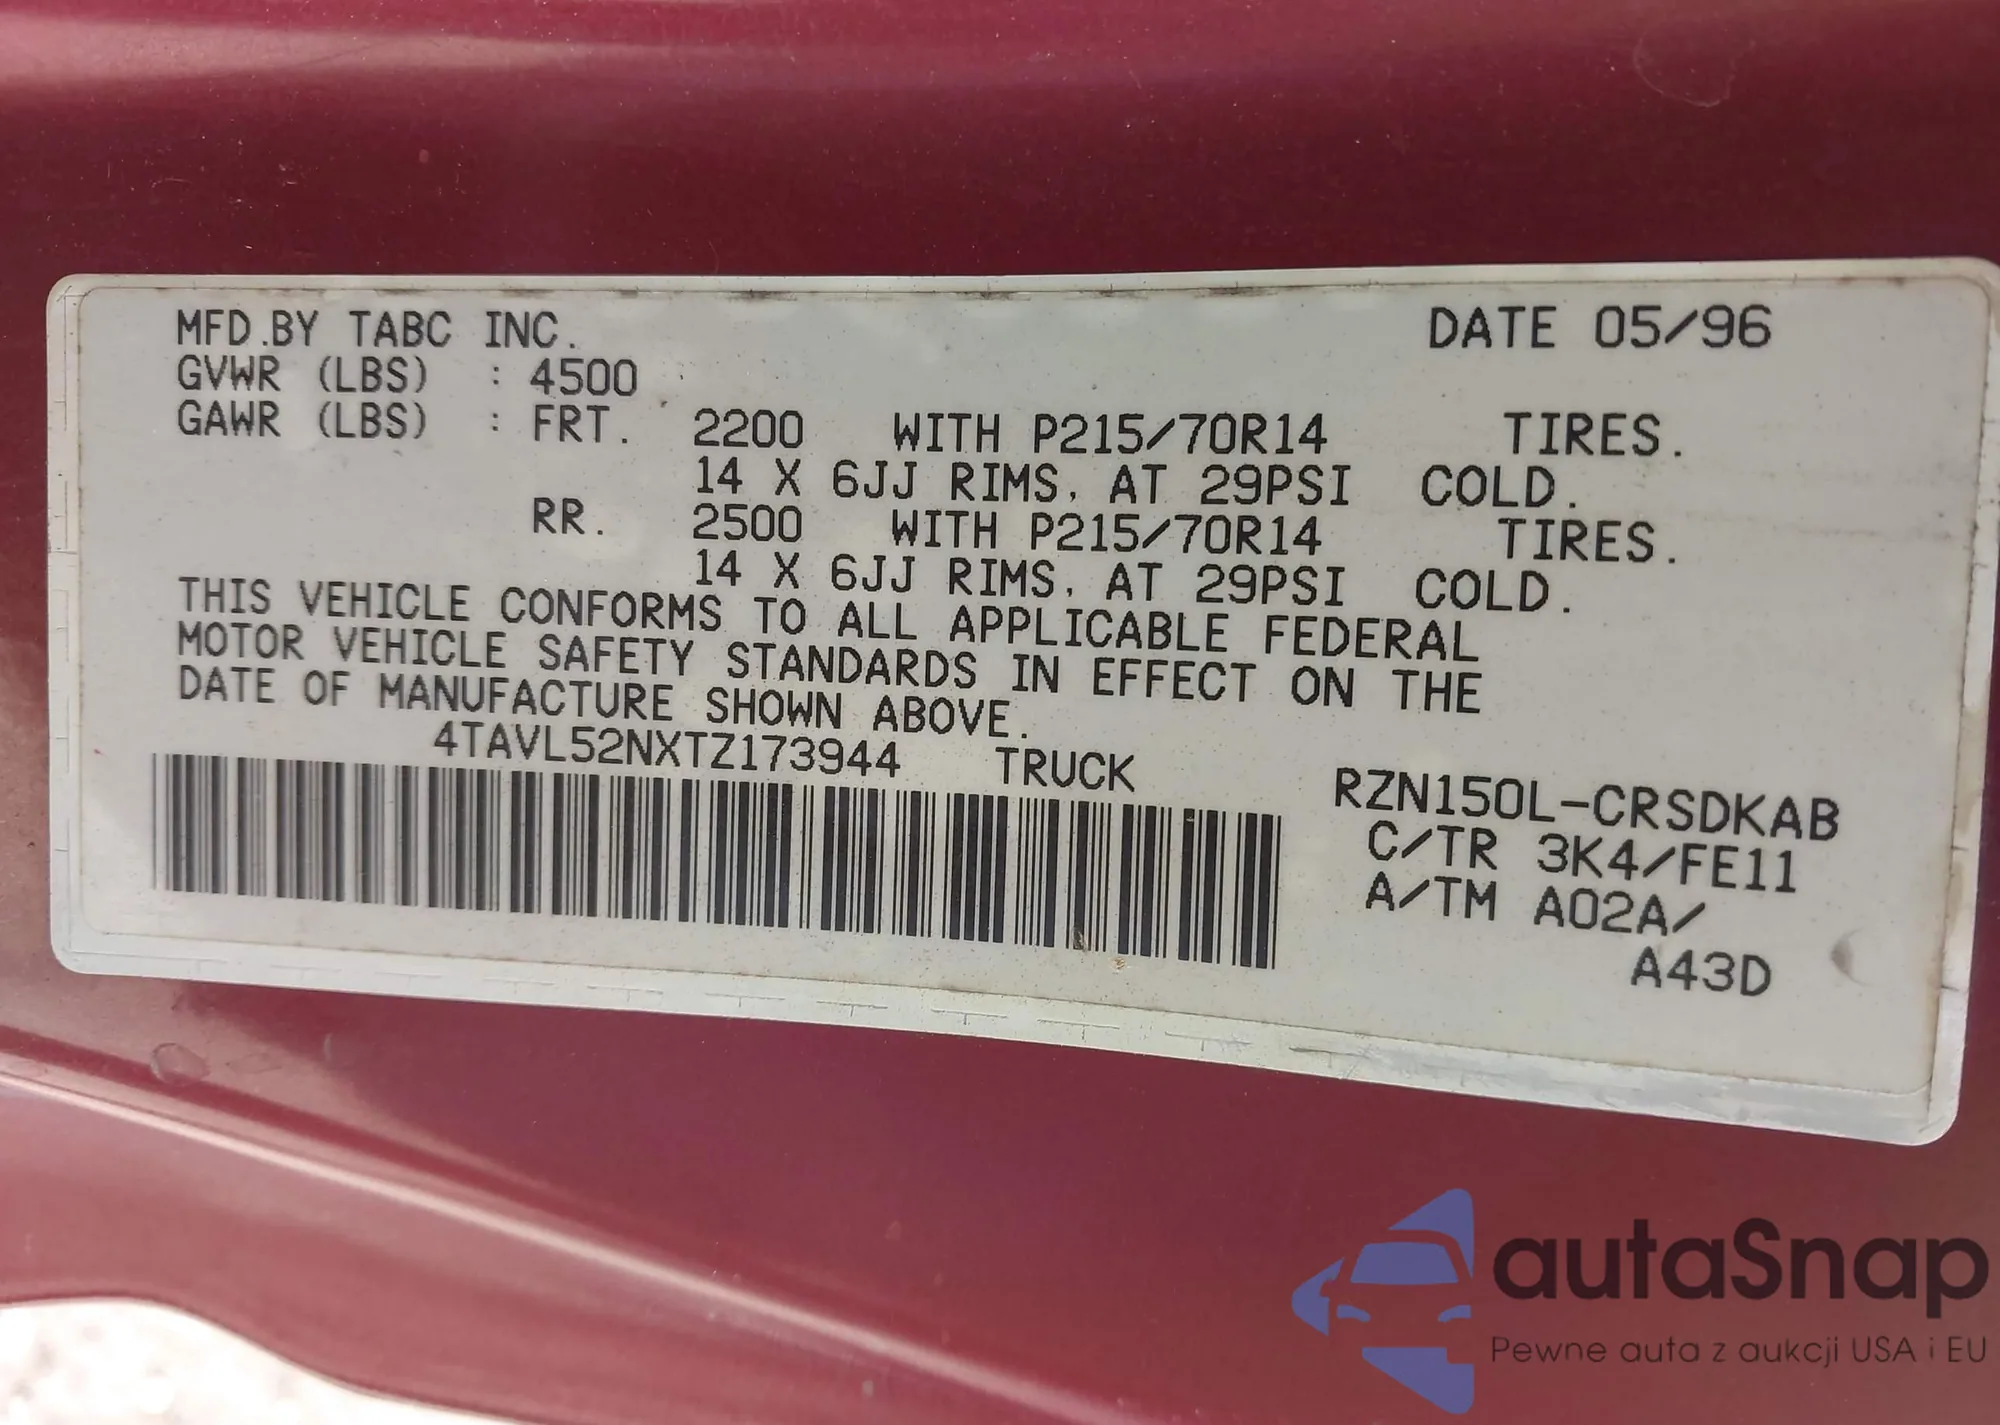 MFD.BY TABC INC. DATE 05/96
GVWR (LBS) : 4500
GAWR (LBS) : FRT. 2200 WITH P215/70R14 TIRES.
14 X 6JJ RIMS, AT 29PSI COLD.
RR. 2500 WITH P215/70R14 TIRES.
14 X 6JJ RIMS, AT 29PSI COLD.
THIS VEHICLE CONFORMS TO ALL APPLICABLE FEDERAL
MOTOR VEHICLE SAFETY STANDARDS IN EFFECT ON THE
DATE OF MANUFACTURE SHOWN ABOVE.
4TAVL52NXTZ173944 TRUCK
RZN150L-CRSDKAB
C/TR 3K4/FE11
A/TM A02A/
A43D
autaSnap
Pewne auta z aukcji USA i EU